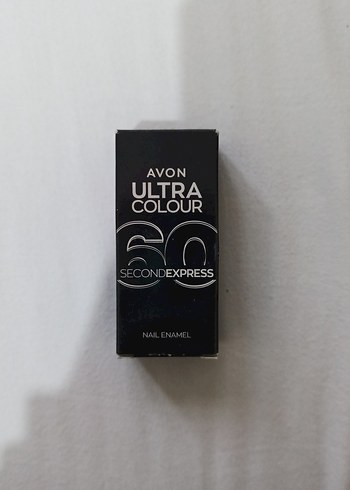 AVON
ULTRA
COLOUR
60
SECONDEXPRESS
NAIL ENAMEL